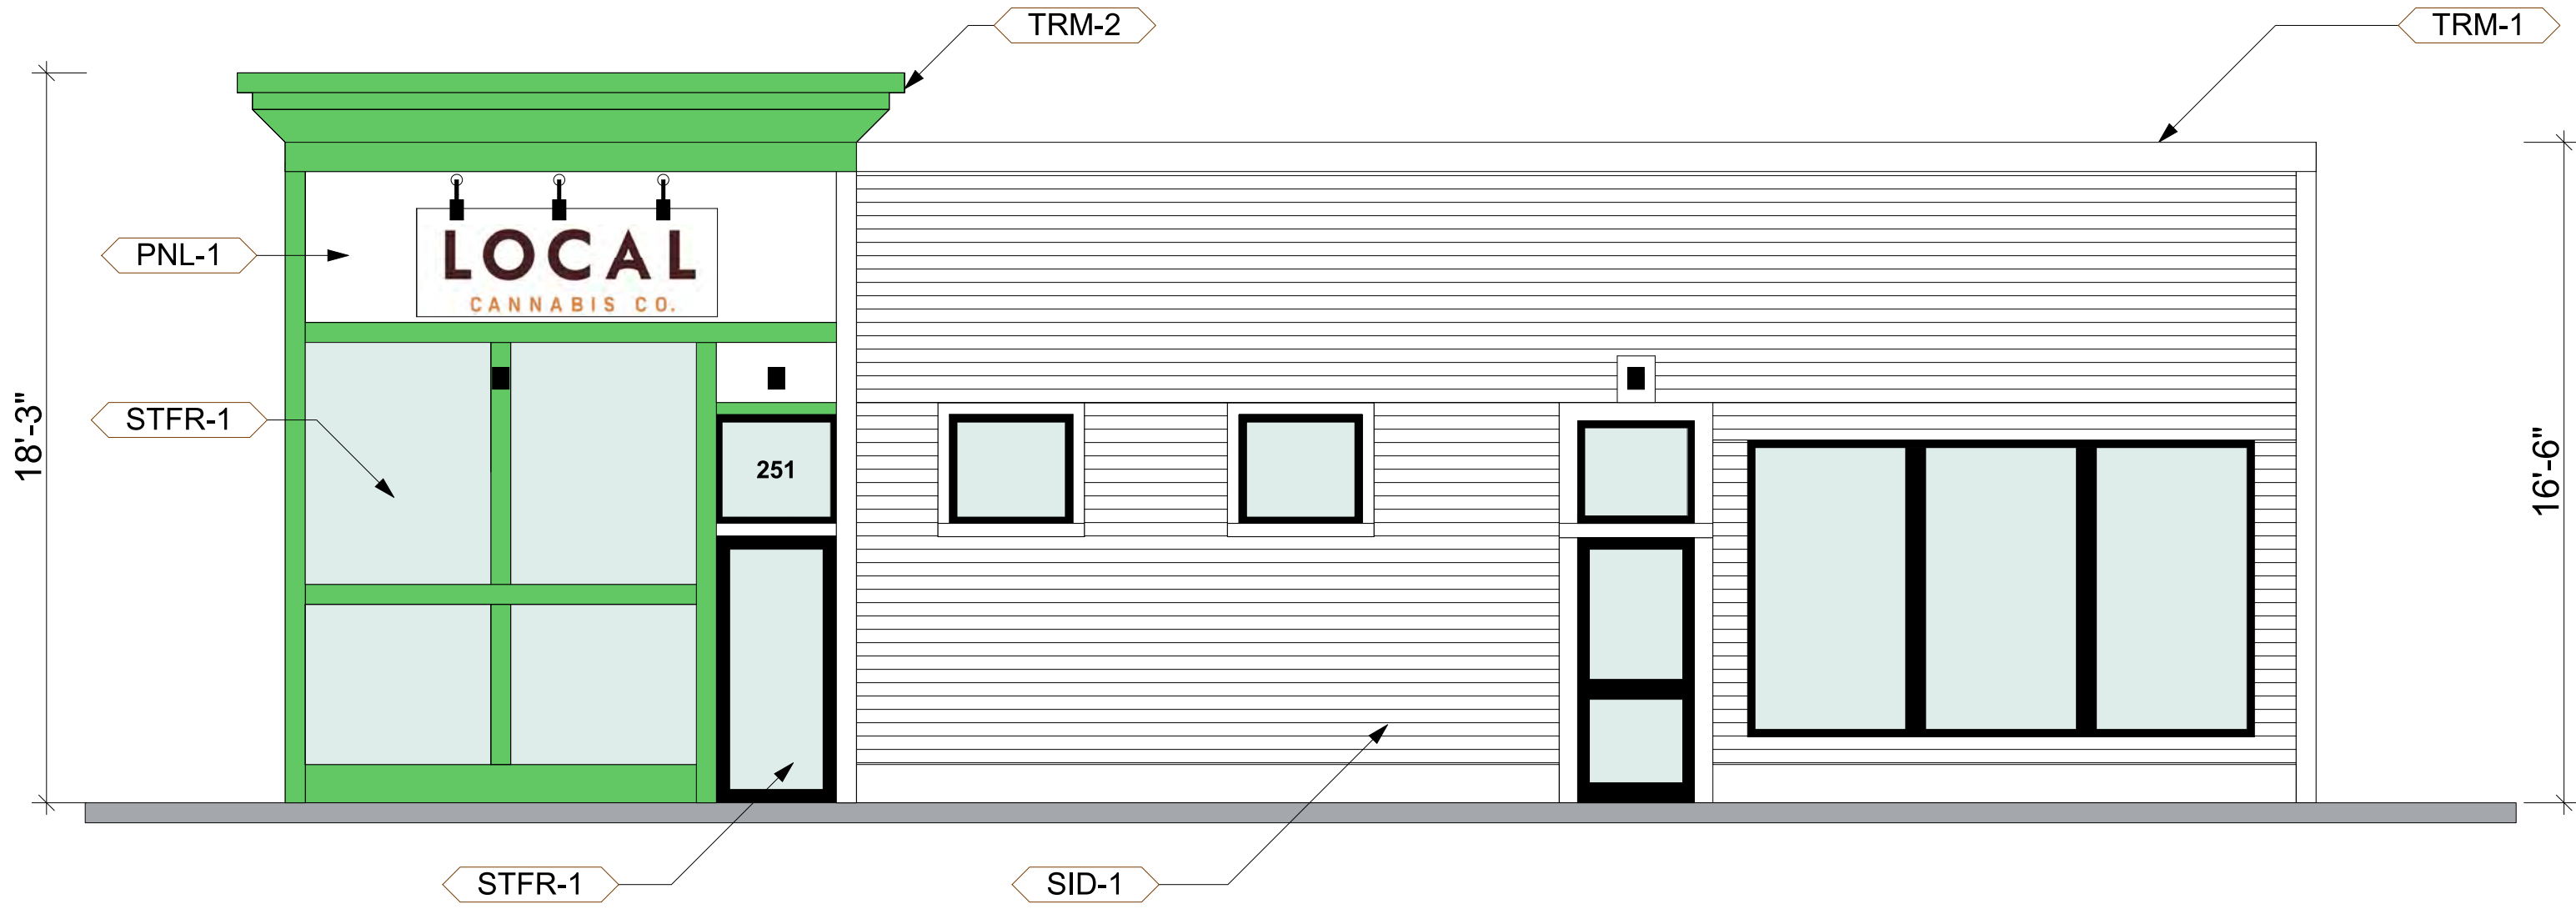 TRM-2
TRM-1
PNL-1
LOCAL
CANNABIS CO.
STFR-1
18'-3"
16'-6"
251
STFR-1
SID-1